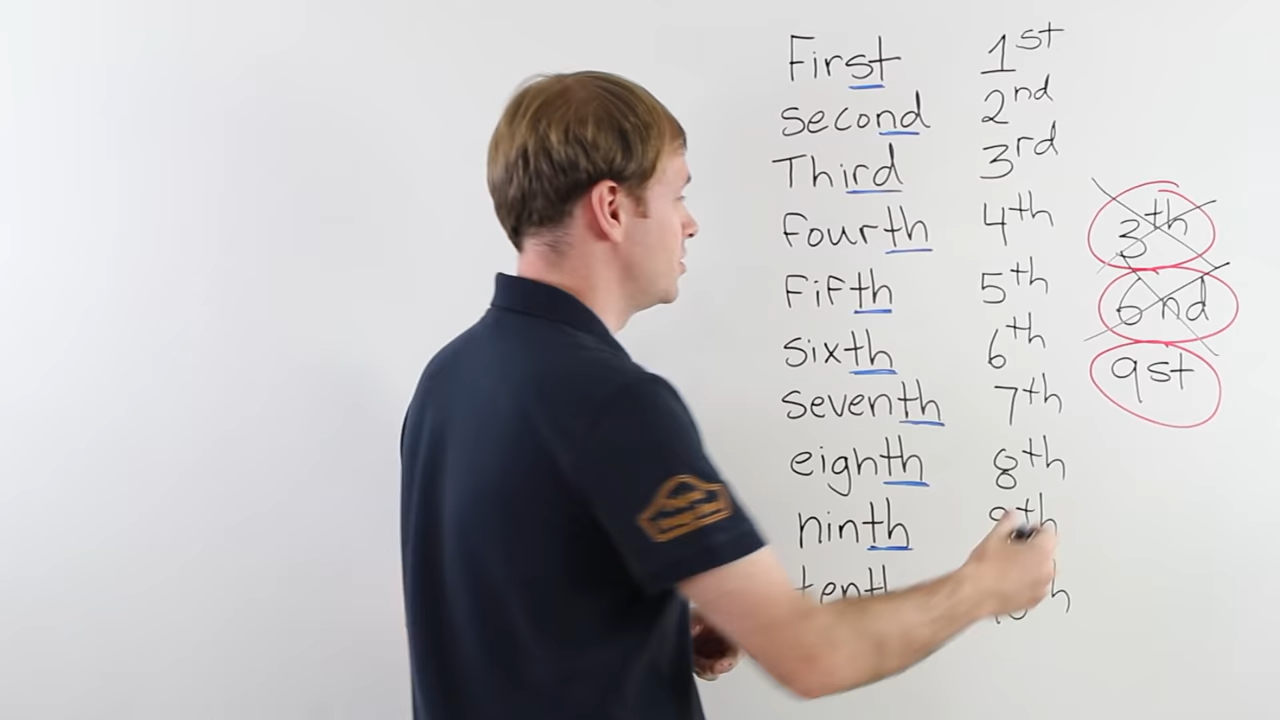 First 1st
second 2nd
Third 3rd
fourth 4th
3th
fifth 5th
6nd
sixth 6th
9st
seventh 7th
eighth 8th
ninth 9th
tenth